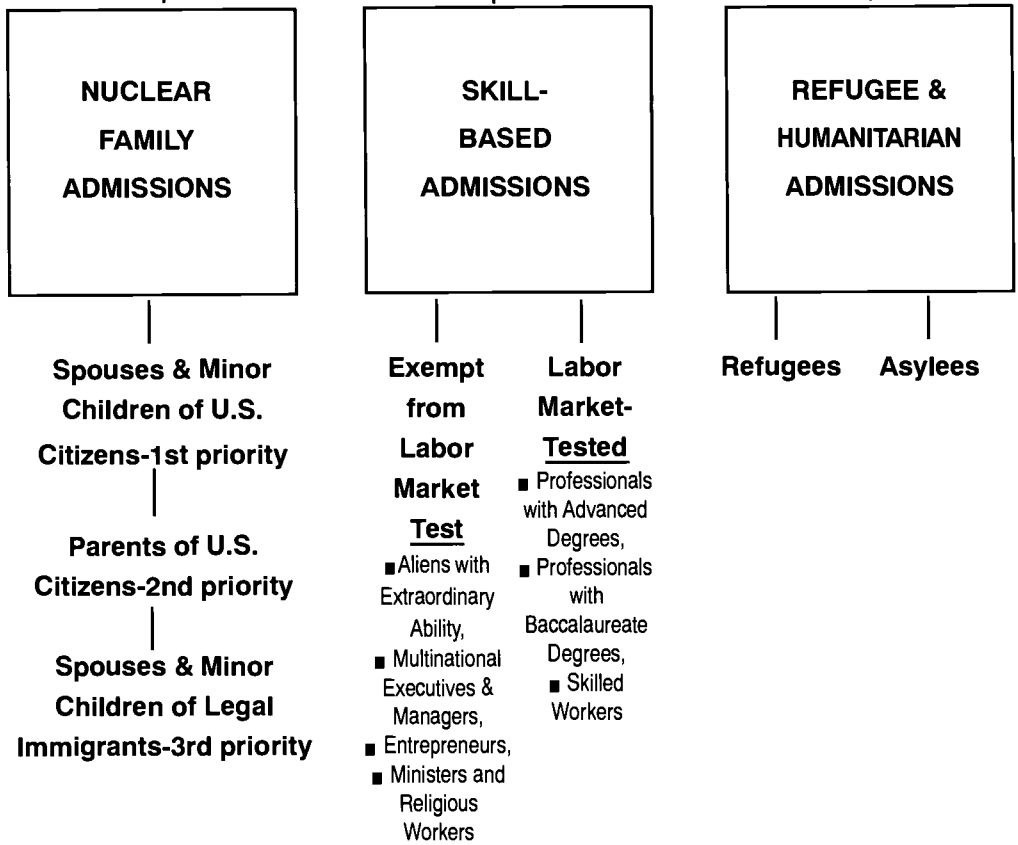 NUCLEAR
FAMILY
ADMISSIONS
Spouses & Minor
Children of U.S.
Citizens-1st priority
Parents of U.S.
Citizens-2nd priority
Spouses & Minor
Children of Legal
Immigrants-3rd priority
SKILL-
BASED
ADMISSIONS
Exempt
from
Labor
Market
Test
■ Aliens with
Extraordinary
Ability,
■ Multinational
Executives &
Managers,
■ Entrepreneurs,
■ Ministers and
Religious
Workers
Labor
Market-
Tested
■ Professionals
with Advanced
Degrees,
■ Professionals
with
Baccalaureate
Degrees,
■ Skilled
Workers
REFUGEE &
HUMANITARIAN
ADMISSIONS
Refugees
Asylees